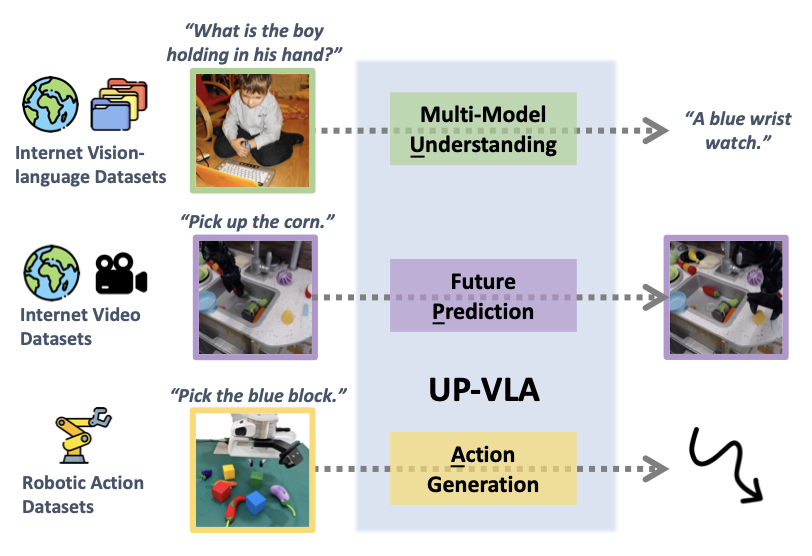 “What is the boy
holding in his hand?”
Internet Vision-
language Datasets
Multi-Model
Understanding
“A blue wrist
watch.”
“Pick up the corn.”
Internet Video
Datasets
Future
Prediction
“Pick the blue block.”
UP-VLA
Robotic Action
Datasets
Action
Generation